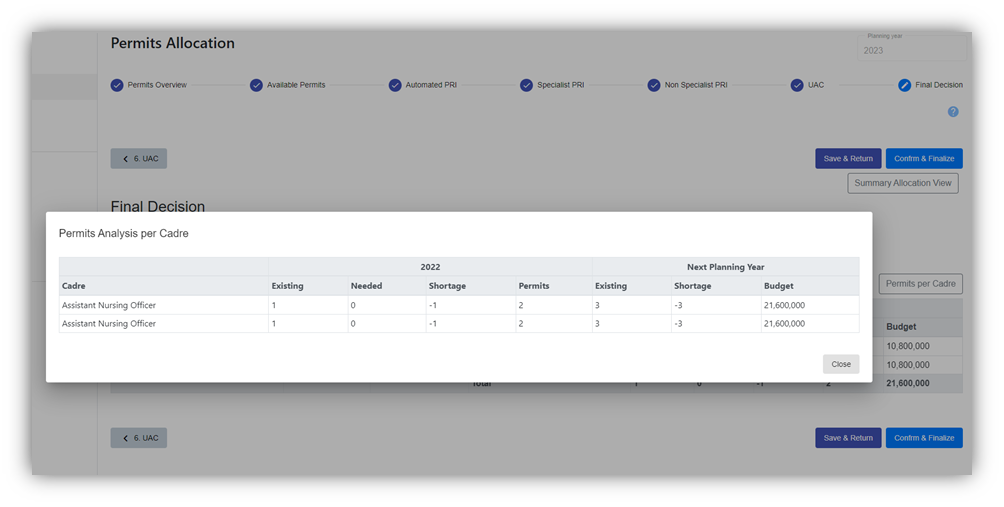 Permits Allocation
Planning year
2023
Permits Overview Available Permits Automated PRI Specialist PRI Non Specialist PRI UAC Final Decision
?
6. UAC Save & Return Confrm & Finalize
Summary Allocation View
Final Decision
Permits Analysis per Cadre
2022 Next Planning Year
Cadre Existing Needed Shortage Permits Existing Shortage Budget
Assistant Nursing Officer 1 0 -1 2 3 -3 21,600,000
Assistant Nursing Officer 1 0 -1 2 3 -3 21,600,000
Close
Permits per Cadre
Budget
10,800,000
10,800,000
Total 1 0 -1 2 21,600,000
6. UAC Save & Return Confrm & Finalize